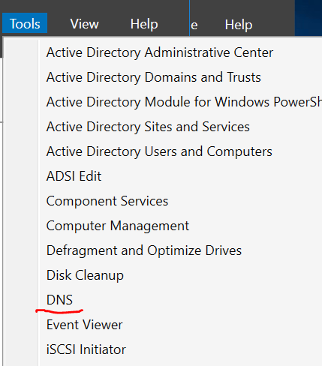 Tools View Help e Help
Active Directory Administrative Center
Active Directory Domains and Trusts
Active Directory Module for Windows PowerSh
Active Directory Sites and Services
Active Directory Users and Computers
ADSI Edit
Component Services
Computer Management
Defragment and Optimize Drives
Disk Cleanup
DNS
Event Viewer
iSCSI Initiator